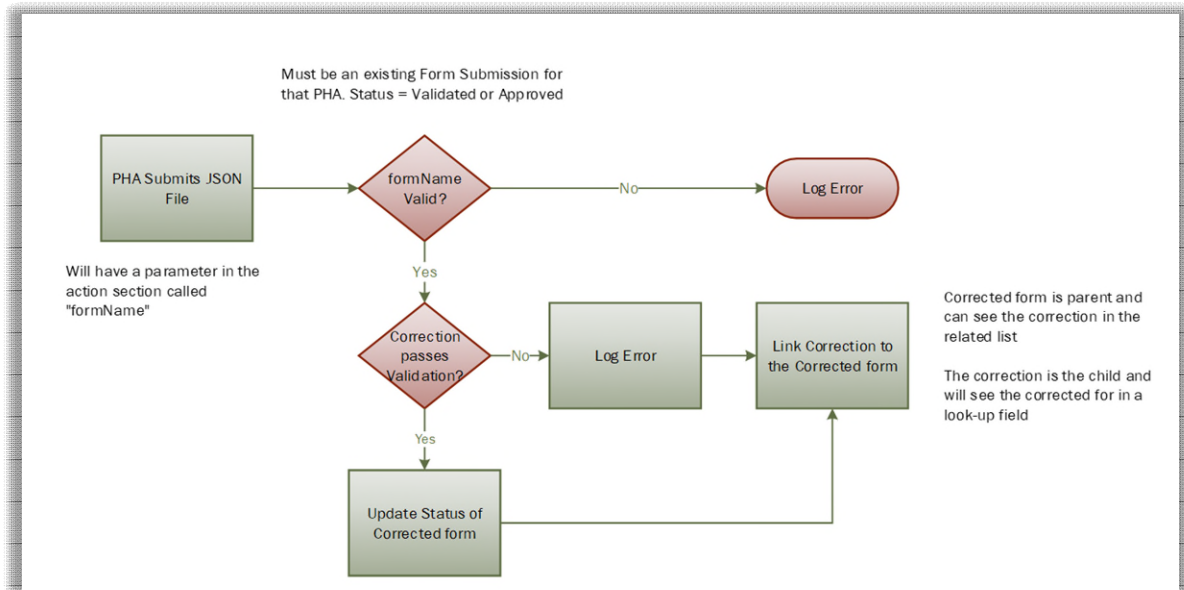 Must be an existing Form Submission for
that PHA. Status = Validated or Approved
PHA Submits JSON
File
formName
Valid?
No
Log Error
Will have a parameter in the
action section called
"formName"
Yes
Correction
passes
Validation?
No
Log Error
Link Correction to
the Corrected form
Corrected form is parent and
can see the correction in the
related list
The correction is the child and
will see the corrected for in a
look-up field
Yes
Update Status of
Corrected form